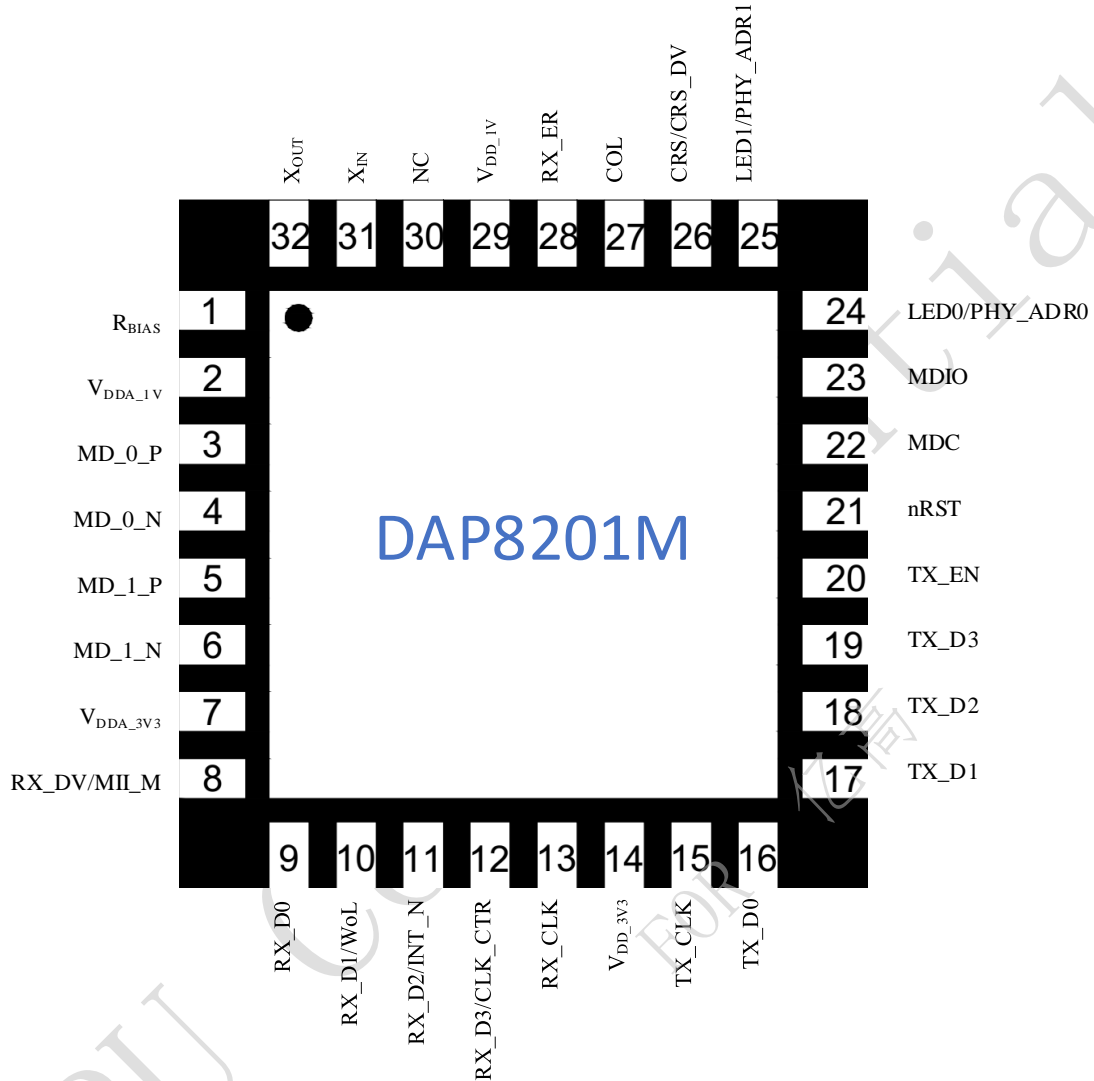 X_OUT
X_IN
NC
V_DD_1V
RX_ER
COL
CRS/CRS_DV
LED1/PHY_ADR1
32
31
30
29
28
27
26
25
R_BIAS 1
V_DDA_1V 2
MD_0_P 3
MD_0_N 4
MD_1_P 5
MD_1_N 6
V_DDA_3V3 7
RX_DV/MII_M 8
DAP8201M
24 LED0/PHY_ADR0
23 MDIO
22 MDC
21 nRST
20 TX_EN
19 TX_D3
18 TX_D2
17 TX_D1
9
10
11
12
13
14
15
16
RX_D0
RX_D1/WoL
RX_D2/INT_N
RX_D3/CLK_CTR
RX_CLK
V_DD_3V3
TX_CLK
TX_D0
FOR
亿高